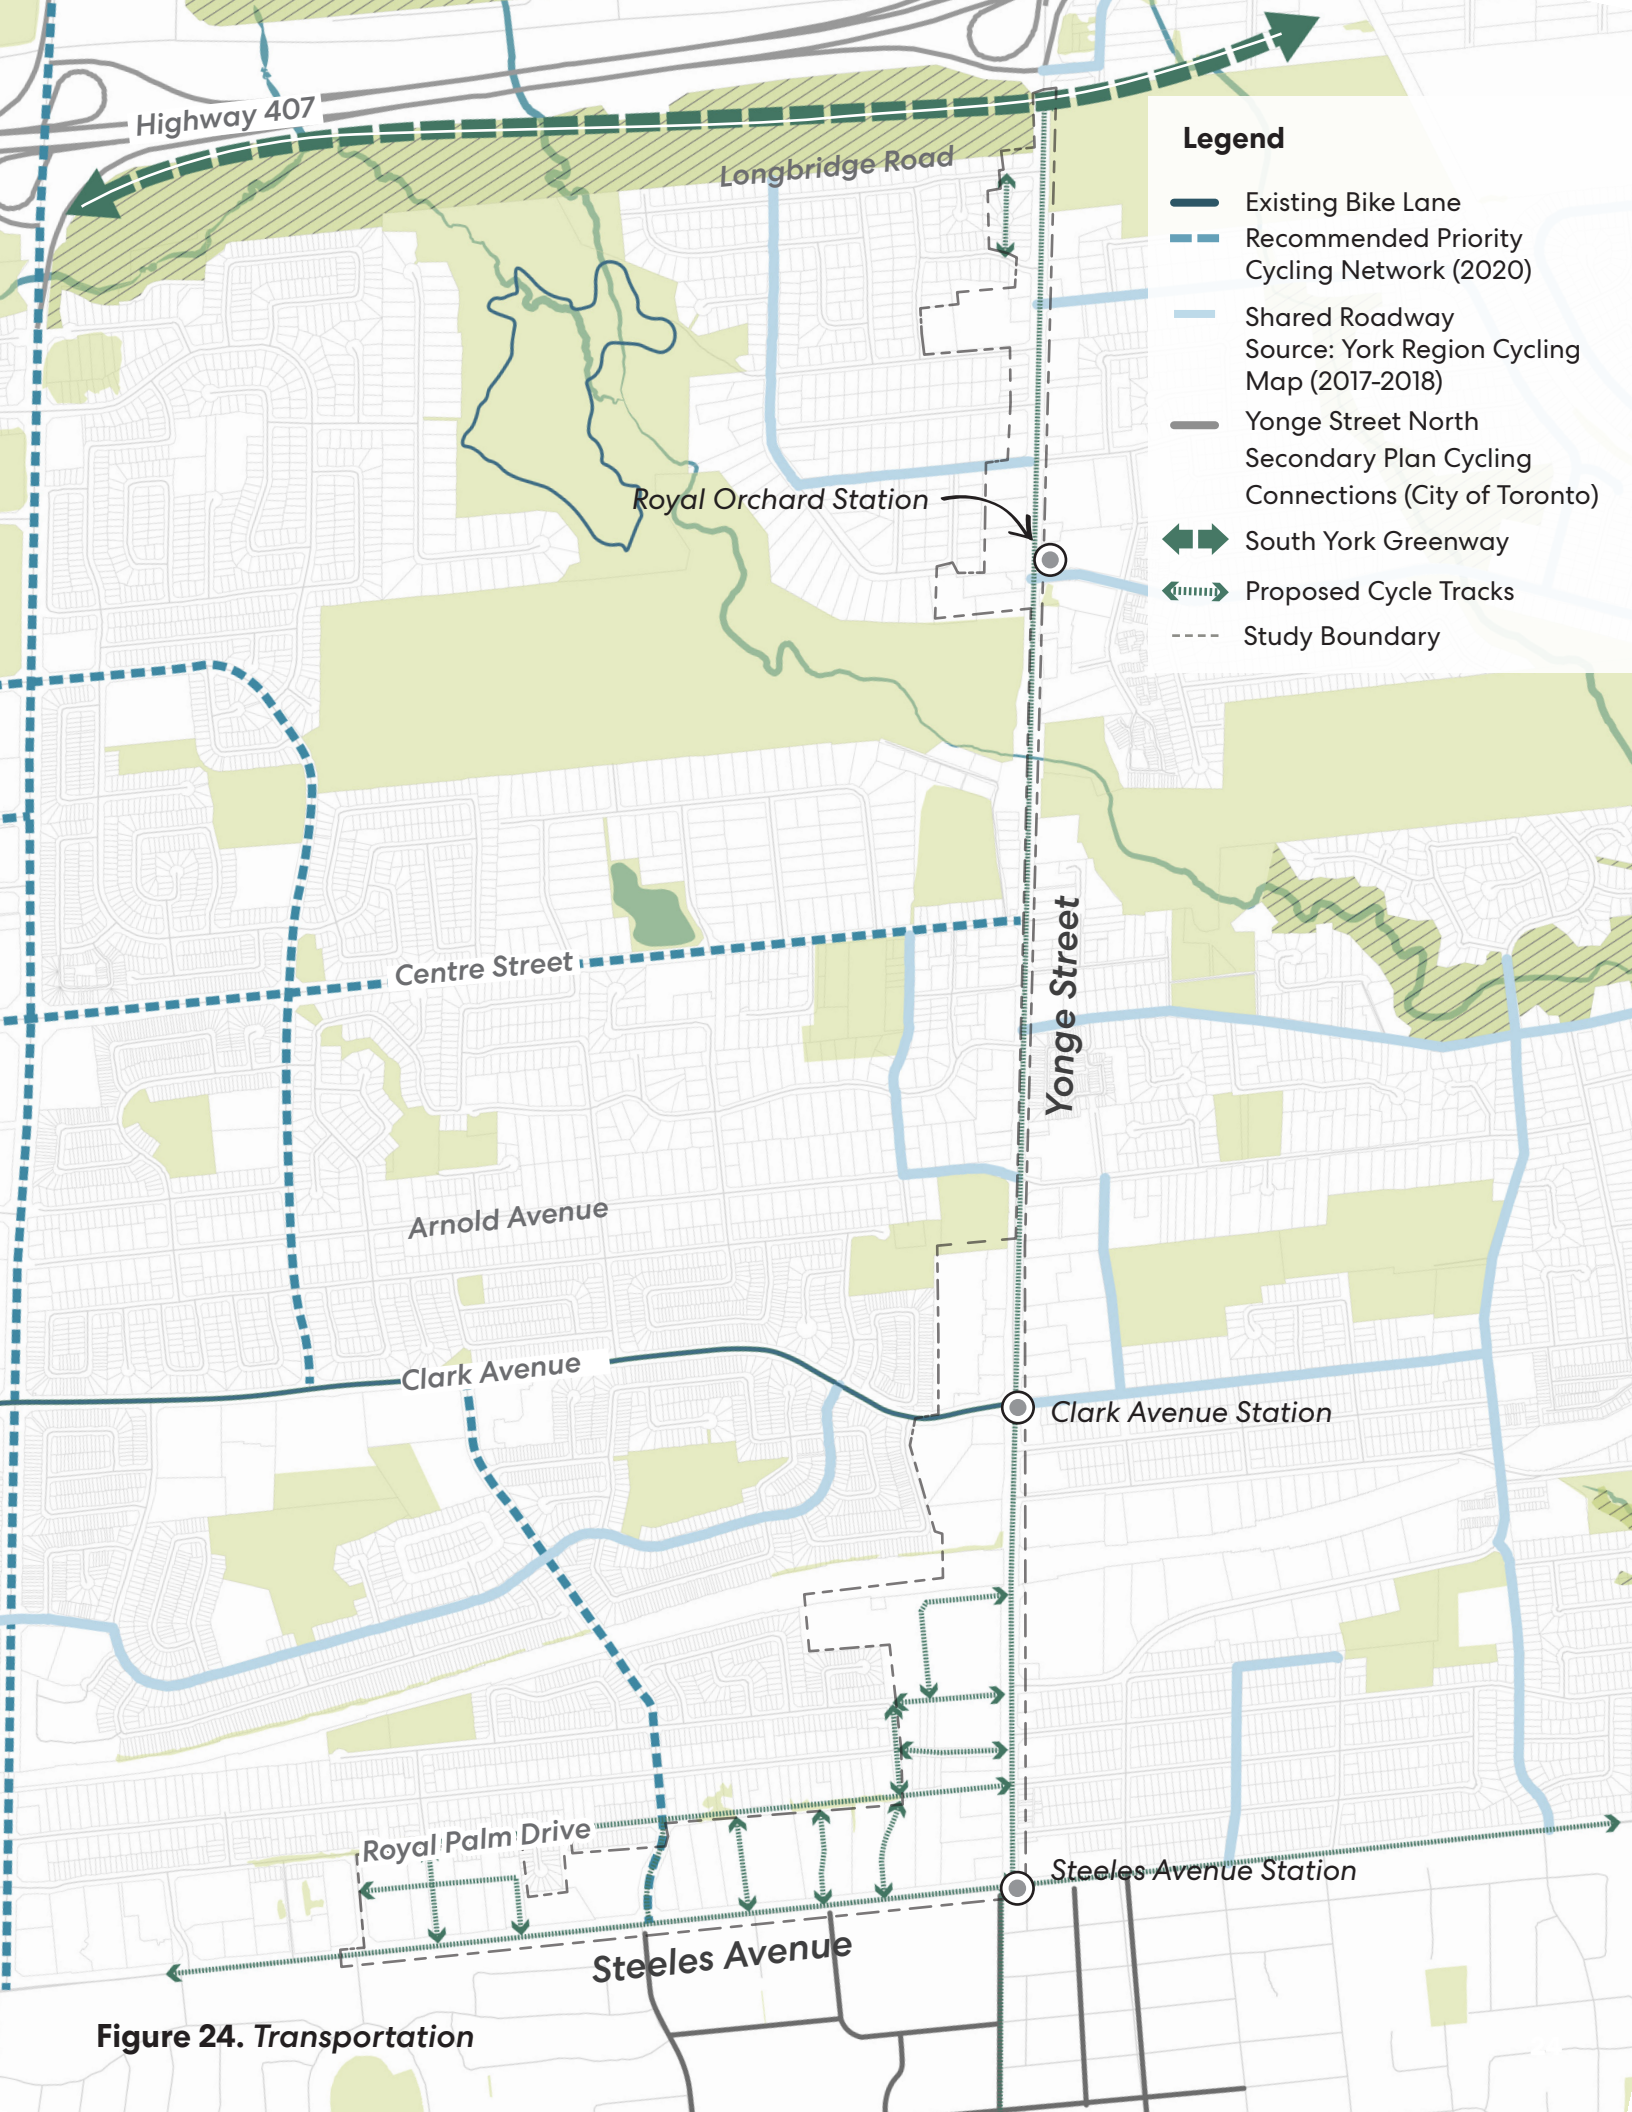 Highway 407
Longbridge Road
Legend
Existing Bike Lane
Recommended Priority
Cycling Network (2020)
Shared Roadway
Source: York Region Cycling
Map (2017-2018)
Yonge Street North
Secondary Plan Cycling
Connections (City of Toronto)
South York Greenway
Proposed Cycle Tracks
Study Boundary
Royal Orchard Station
Yonge Street
Centre Street
Arnold Avenue
Clark Avenue
Clark Avenue Station
Royal Palm Drive
Steeles Avenue Station
Steeles Avenue
Figure 24. Transportation